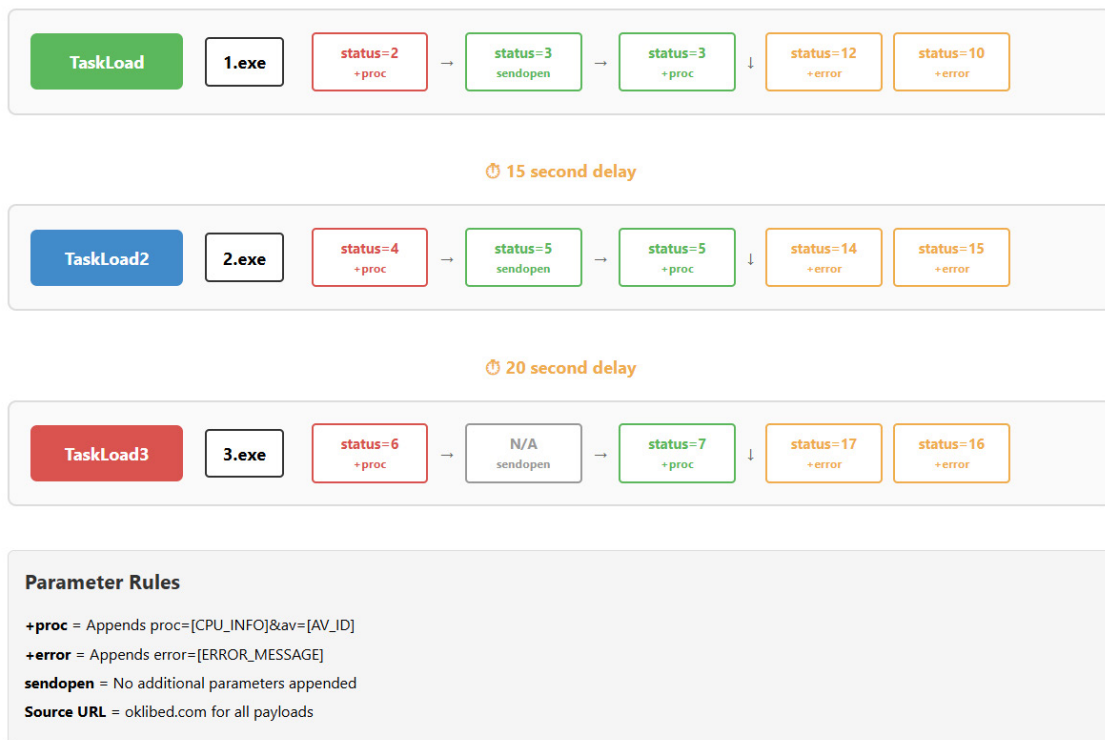 TaskLoad 1.exe status=2 → status=3 → status=3 ↓ status=12 status=10
+proc sendopen +proc +error +error
⏱ 15 second delay
TaskLoad2 2.exe status=4 → status=5 → status=5 ↓ status=14 status=15
+proc sendopen +proc +error +error
⏱ 20 second delay
TaskLoad3 3.exe status=6 → N/A → status=7 ↓ status=17 status=16
+proc sendopen +proc +error +error
Parameter Rules
+proc = Appends proc=[CPU_INFO]&av=[AV_ID]
+error = Appends error=[ERROR_MESSAGE]
sendopen = No additional parameters appended
Source URL = oklibed.com for all payloads